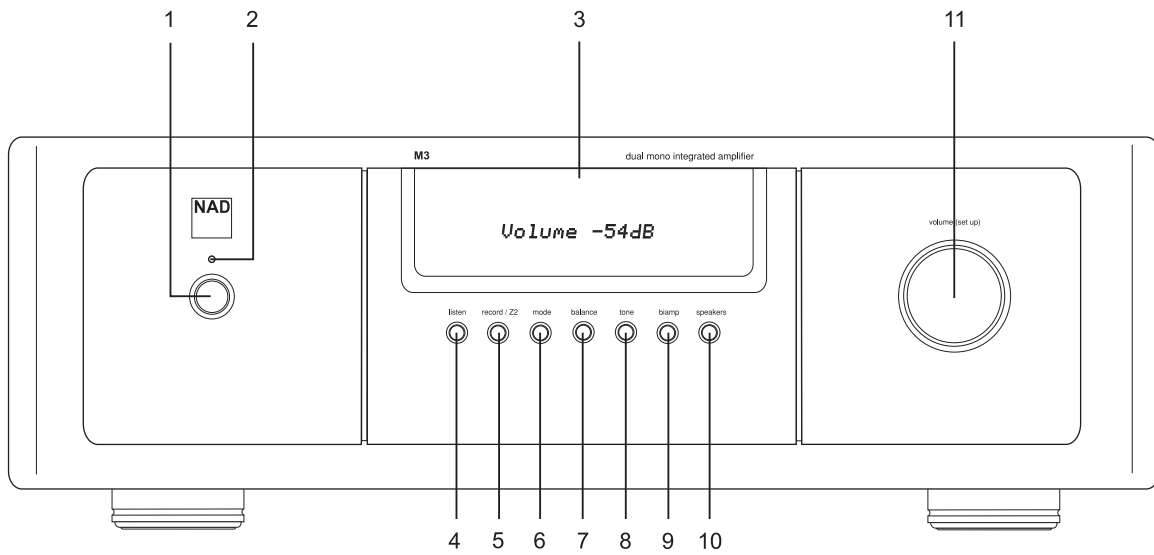 1 2 3 11
M3 dual mono integrated amplifier
NAD
volume (set up)
Volume -54dB
listen record / Z2 mode balance tone biamp speakers
4 5 6 7 8 9 10